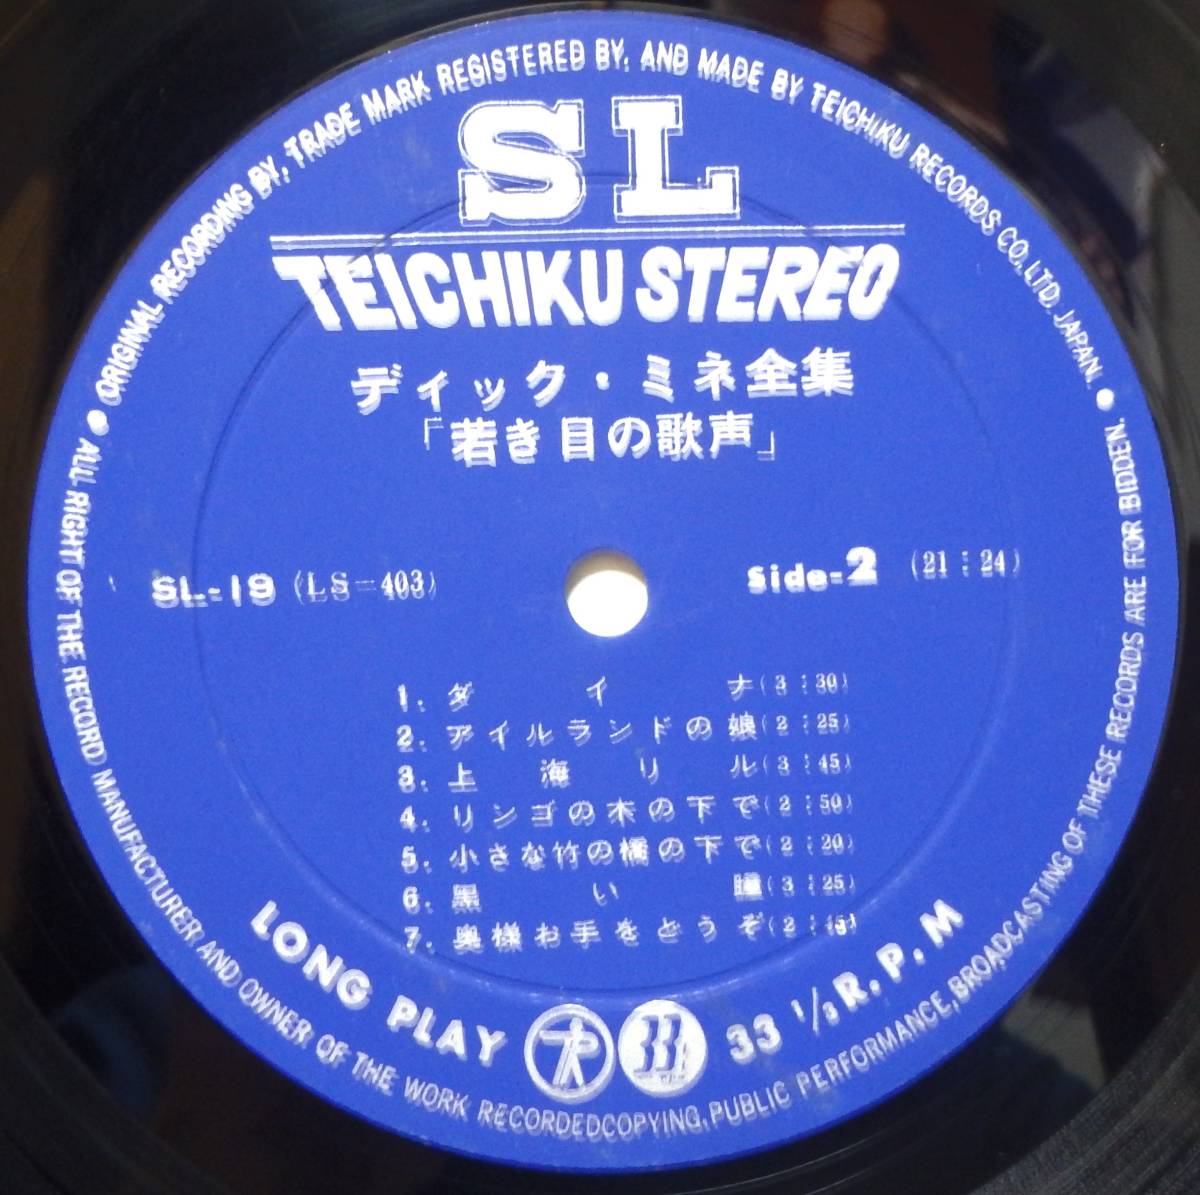 ● ORIGINAL RECORDING BY, TRADE MARK REGISTERED BY, AND MADE BY TEICHIKU RECORDS CO. LTD. JAPAN. ●
SL
TEICHIKU STEREO
ディック・ミネ全集
「若き目の歌声」
SL-19 (LS-403)
Side-2 (21:24)
1. ダイナ(3:30)
2. アイルランドの娘(2:25)
3. 上海リル(3:45)
4. リンゴの木の下で(2:50)
5. 小さな竹の橋の下で(2:20)
6. 黒い瞳(3:25)
7. 奥様お手をどうぞ(2:45)
LONG PLAY
33 1/3 R.P.M
ALL RIGHT OF THE RECORD MANUFACTURER AND OWNER OF THE WORK RECORDEDCOPYING, PUBLIC PERFORMANCE, BROADCASTING OF THESE RECORDS ARE FOR BIDDEN.